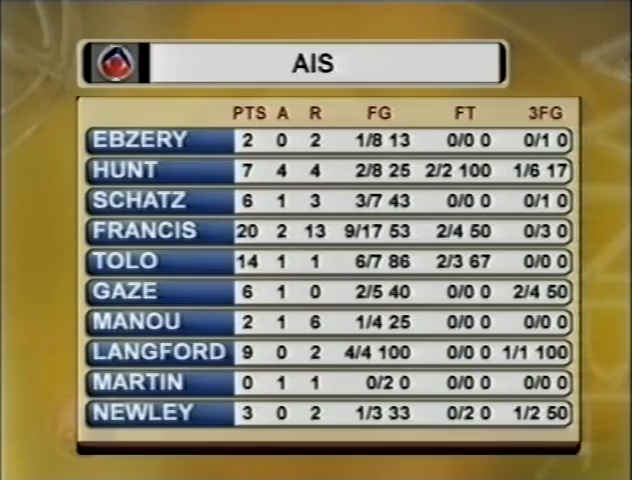 AIS
PTS A R FG FT 3FG
EBZERY 2 0 2 1/8 13 0/0 0 0/1 0
HUNT 7 4 4 2/8 25 2/2 100 1/6 17
SCHATZ 6 1 3 3/7 43 0/0 0 0/1 0
FRANCIS 20 2 13 9/17 53 2/4 50 0/3 0
TOLO 14 1 1 6/7 86 2/3 67 0/0 0
GAZE 6 1 0 2/5 40 0/0 0 2/4 50
MANOU 2 1 6 1/4 25 0/0 0 0/0 0
LANGFORD 9 0 2 4/4 100 0/0 0 1/1 100
MARTIN 0 1 1 0/2 0 0/0 0 0/0 0
NEWLEY 3 0 2 1/3 33 0/2 0 1/2 50